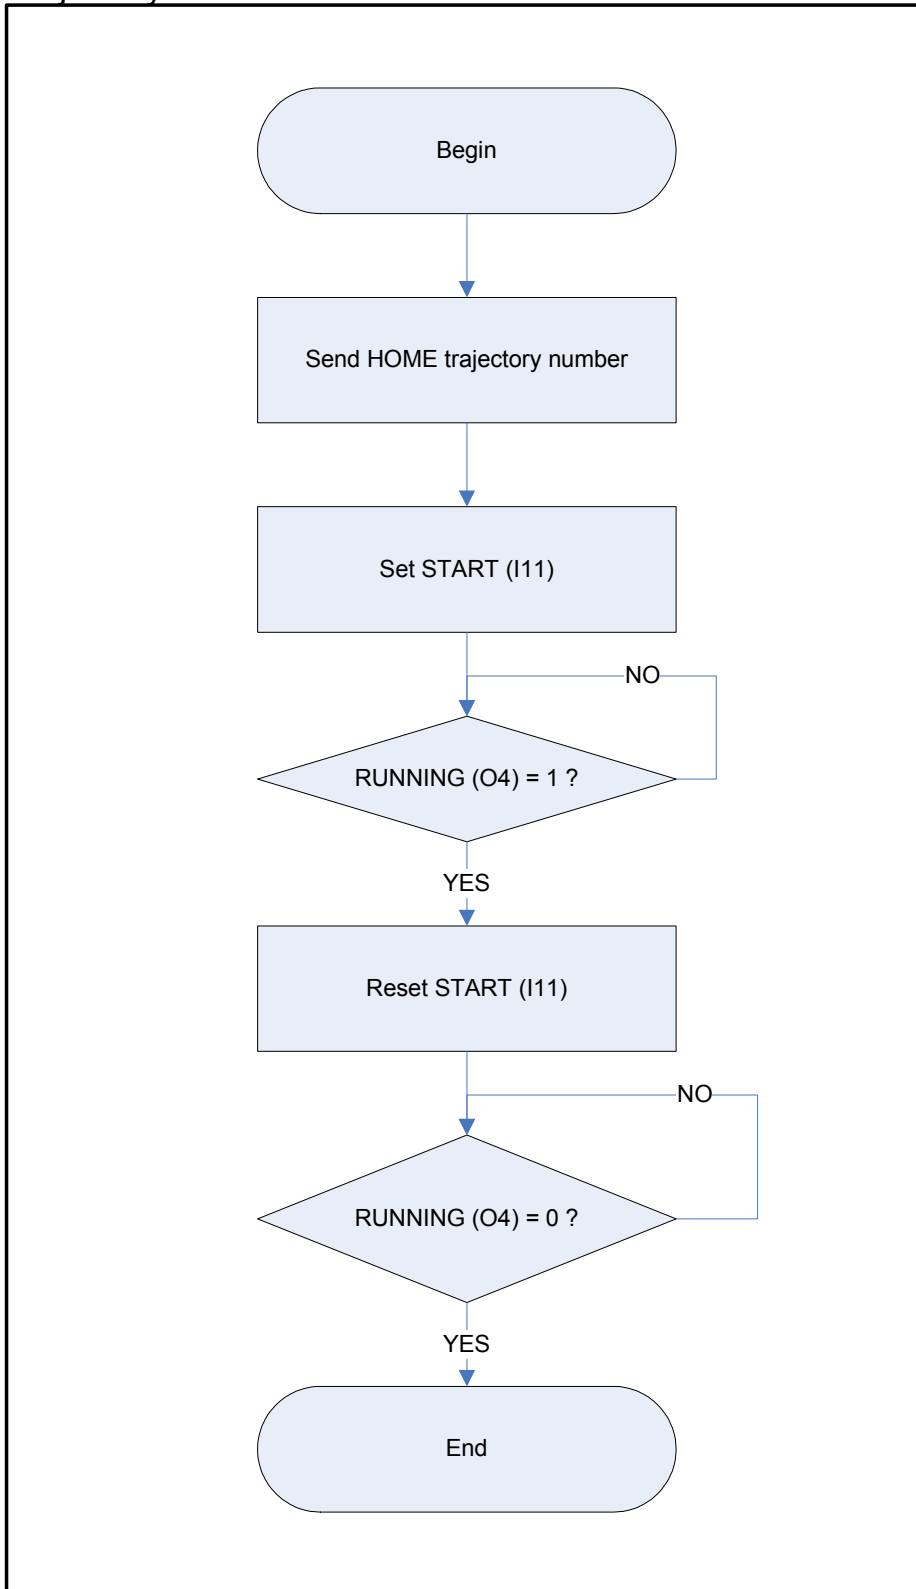 Begin
Send HOME trajectory number
Set START (I11)
NO
RUNNING (O4) = 1 ?
YES
Reset START (I11)
NO
RUNNING (O4) = 0 ?
YES
End